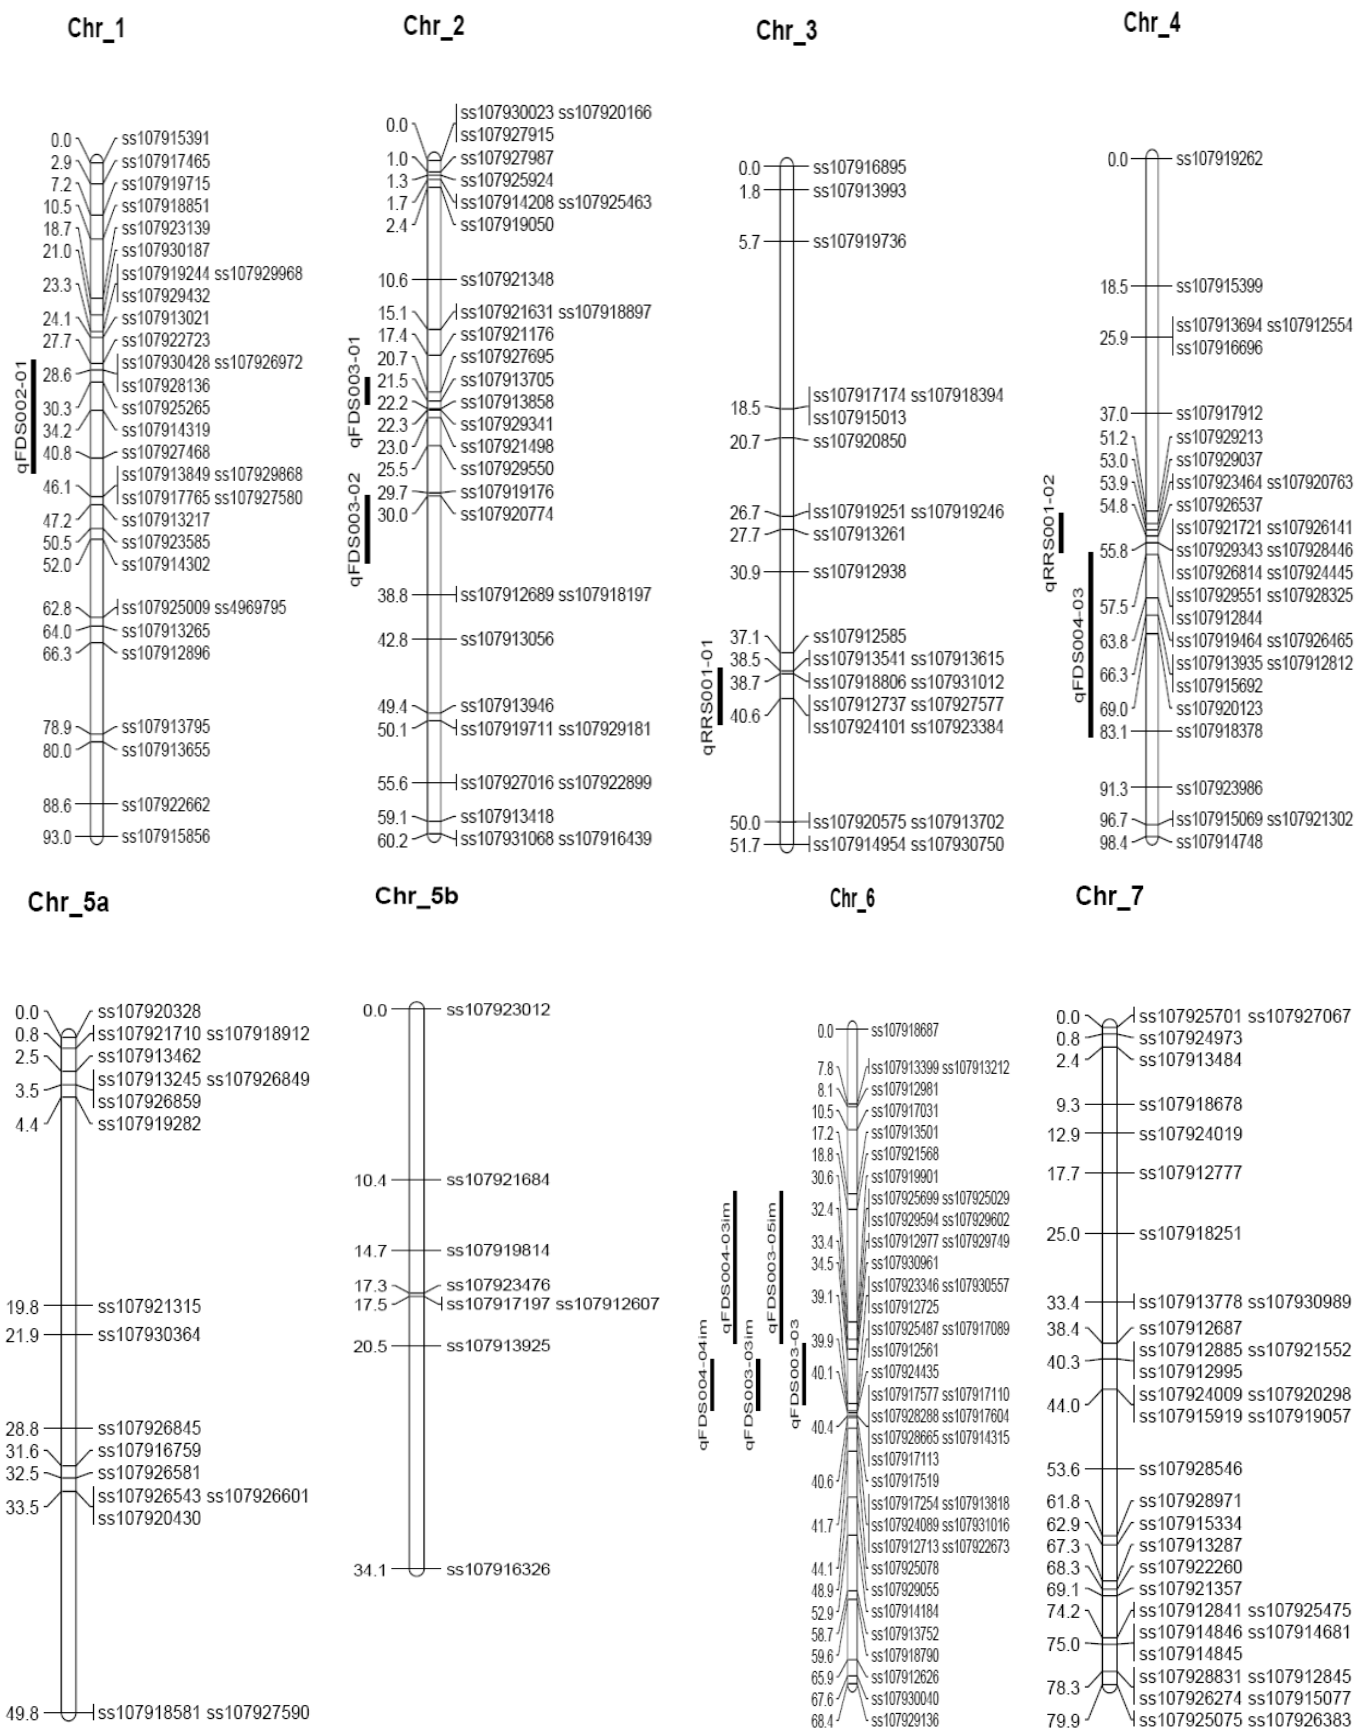 Chr_1
0.0 ss107915391
2.9 ss107917465
7.2 ss107919715
10.5 ss107918851
18.7 ss107923139
21.0 ss107930187
23.3 ss107919244 ss107929968
ss107929432
24.1 ss107913021
27.7 ss107922723
28.6 ss107930428 ss107926972
ss107928136
30.3 ss107925265
34.2 ss107914319
40.8 ss107927468
46.1 ss107913849 ss107929868
ss107917765 ss107927580
47.2 ss107913217
50.5 ss107923585
52.0 ss107914302
62.8 ss107925009 ss4969795
64.0 ss107913265
66.3 ss107912896
78.9 ss107913795
80.0 ss107913655
88.6 ss107922662
93.0 ss107915856
qFDS002-01
Chr_2
0.0 ss107930023 ss107920166
ss107927915
1.0 ss107927987
1.3 ss107925924
1.7 ss107914208 ss107925463
2.4 ss107919050
10.6 ss107921348
15.1 ss107921631 ss107918897
17.4 ss107921176
20.7 ss107927695
21.5 ss107913705
22.2 ss107913858
22.3 ss107929341
23.0 ss107921498
25.5 ss107929550
29.7 ss107919176
30.0 ss107920774
38.8 ss107912689 ss107918197
42.8 ss107913056
49.4 ss107913946
50.1 ss107919711 ss107929181
55.6 ss107927016 ss107922899
59.1 ss107913418
60.2 ss107931068 ss107916439
qFDS003-01
qFDS003-02
Chr_3
0.0 ss107916895
1.8 ss107913993
5.7 ss107919736
18.5 ss107917174 ss107918394
ss107915013
20.7 ss107920850
26.7 ss107919251 ss107919246
27.7 ss107913261
30.9 ss107912938
37.1 ss107912585
38.5 ss107913541 ss107913615
38.7 ss107918806 ss107931012
40.6 ss107912737 ss107927577
ss107924101 ss107923384
50.0 ss107920575 ss107913702
51.7 ss107914954 ss107930750
qRRS001-01
Chr_4
0.0 ss107919262
18.5 ss107915399
25.9 ss107913694 ss107912554
ss107916696
37.0 ss107917912
51.2 ss107929213
53.0 ss107929037
53.9 ss107923464 ss107920763
54.8 ss107926537
ss107921721 ss107926141
55.8 ss107929343 ss107928446
ss107926814 ss107924445
ss107929551 ss107928325
57.5 ss107912844
63.8 ss107919464 ss107926465
66.3 ss107913935 ss107912812
ss107915692
69.0 ss107920123
83.1 ss107918378
91.3 ss107923986
96.7 ss107915069 ss107921302
98.4 ss107914748
qRRS001-02
qFDS004-03
Chr_5a
0.0 ss107920328
0.8 ss107921710 ss107918912
2.5 ss107913462
3.5 ss107913245 ss107926849
ss107926859
4.4 ss107919282
19.8 ss107921315
21.9 ss107930364
28.8 ss107926845
31.6 ss107916759
32.5 ss107926581
33.5 ss107926543 ss107926601
ss107920430
49.8 ss107918581 ss107927590
Chr_5b
0.0 ss107923012
10.4 ss107921684
14.7 ss107919814
17.3 ss107923476
17.5 ss107917197 ss107912607
20.5 ss107913925
34.1 ss107916326
Chr_6
0.0 ss107918687
7.8 ss107913399 ss107913212
8.1 ss107912981
10.5 ss107917031
17.2 ss107913501
18.8 ss107921568
30.6 ss107919901
32.4 ss107925699 ss107925029
ss107929594 ss107929602
33.4 ss107912977 ss107929749
34.5 ss107930961
39.1 ss107923346 ss107930557
ss107912725
39.9 ss107925487 ss107917089
ss107912561
40.1 ss107924435
ss107917577 ss107917110
40.4 ss107928288 ss107917604
ss107928665 ss107914315
ss107917113
40.6 ss107917519
ss107917254 ss107913818
41.7 ss107924089 ss107931016
ss107912713 ss107922673
44.1 ss107925078
48.9 ss107929055
52.9 ss107914184
58.7 ss107913752
59.6 ss107918790
65.9 ss107912626
67.6 ss107930040
68.4 ss107929136
qFDS004-04im
qFDS004-03im
qFDS003-03im
qFDS003-05im
qFDS003-03
Chr_7
0.0 ss107925701 ss107927067
0.8 ss107924973
2.4 ss107913484
9.3 ss107918678
12.9 ss107924019
17.7 ss107912777
25.0 ss107918251
33.4 ss107913778 ss107930989
38.4 ss107912687
40.3 ss107912885 ss107921552
ss107912995
44.0 ss107924009 ss107920298
ss107915919 ss107919057
53.6 ss107928546
61.8 ss107928971
62.9 ss107915334
67.3 ss107913287
68.3 ss107922260
69.1 ss107921357
74.2 ss107912841 ss107925475
75.0 ss107914846 ss107914681
ss107914845
78.3 ss107928831 ss107912845
ss107926274 ss107915077
79.9 ss107925075 ss107926383